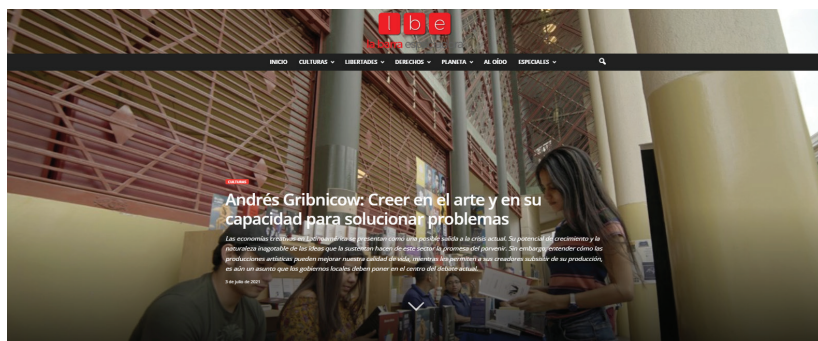 lbe
INICIO CULTURAS LIBERTADES DERECHOS PLANETA AL OÍDO ESPECIALES
CULTURAS
Andrés Gribnicow: Creer en el arte y en su
capacidad para solucionar problemas
Las economías creativas en Latinoamérica se presentan como una posible salida a la crisis actual. Su potencial de crecimiento y la
naturaleza inagotable de las ideas que la sustentan hacen de este sector la promesa del porvenir. Sin embargo, entender cómo las
producciones artísticas pueden mejorar nuestra calidad de vida, mientras les permitan a sus creadores subsistir de su producción,
es aún un asunto que los gobiernos locales deben poner en el centro del debate actual.
5 de julio de 2021